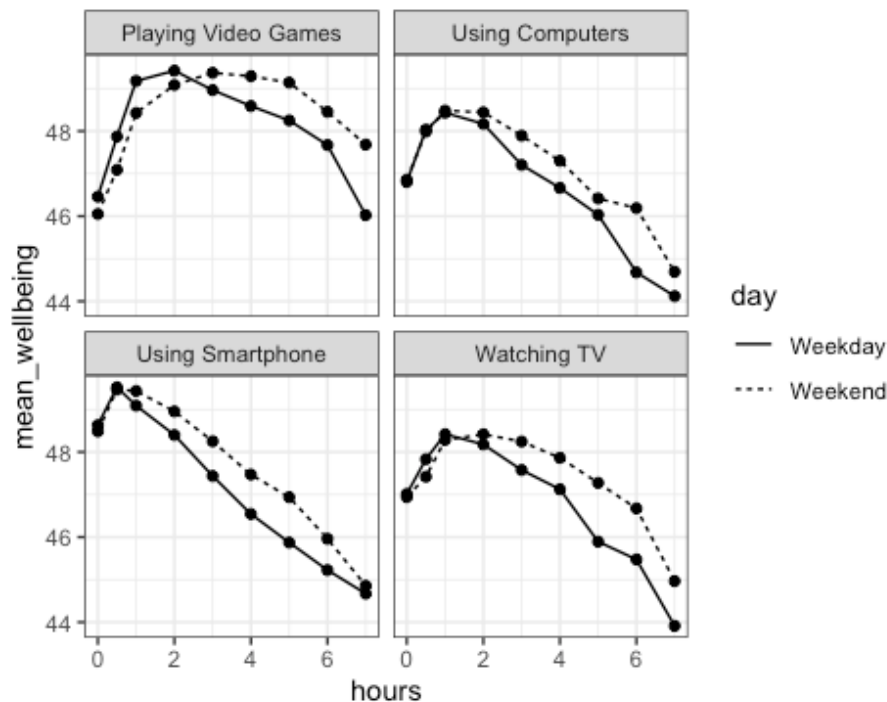 Playing Video Games
Using Computers
48
46
44
Using Smartphone
Watching TV
48
46
44
0 2 4 6
0 2 4 6
hours
mean_wellbeing
day
Weekday
Weekend